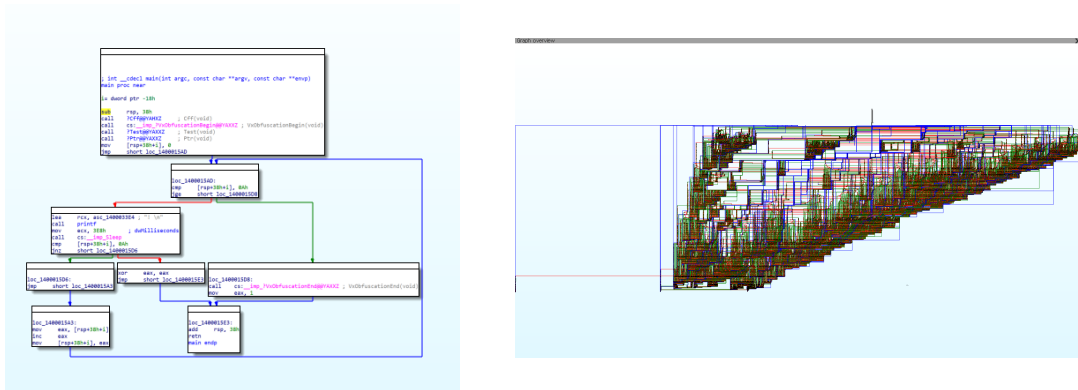 ; int __cdecl main(int argc, const char **argv, const char **envp)
main proc near
i= dword ptr -18h
sub rsp, 38h
call ?Cff@@YAHXZ ; Cff(void)
call cs:__imp_?VxObfuscationBegin@@YAXXZ ; VxObfuscationBegin(void)
call ?Test@@YAXXZ ; Test(void)
call ?Ptr@@YAXXZ ; Ptr(void)
mov [rsp+38h+i], 0
jmp short loc_1400015AD
loc_1400015AD:
cmp [rsp+38h+i], 0Ah
jge short loc_1400015D8
lea rcx, asc_1400033E4 ; "! \n"
call printf
mov ecx, 3E8h ; dwMilliseconds
call cs:__imp_Sleep
cmp [rsp+38h+i], 0Ah
jnz short loc_1400015D6
loc_1400015D6:
jmp short loc_1400015A3
xor eax, eax
jmp short loc_1400015E3
loc_1400015D8:
call cs:__imp_?VxObfuscationEnd@@YAXXZ ; VxObfuscationEnd(void)
mov eax, 1
loc_1400015A3:
mov eax, [rsp+38h+i]
inc eax
mov [rsp+38h+i], eax
loc_1400015E3:
add rsp, 38h
retn
main endp
Graph overview